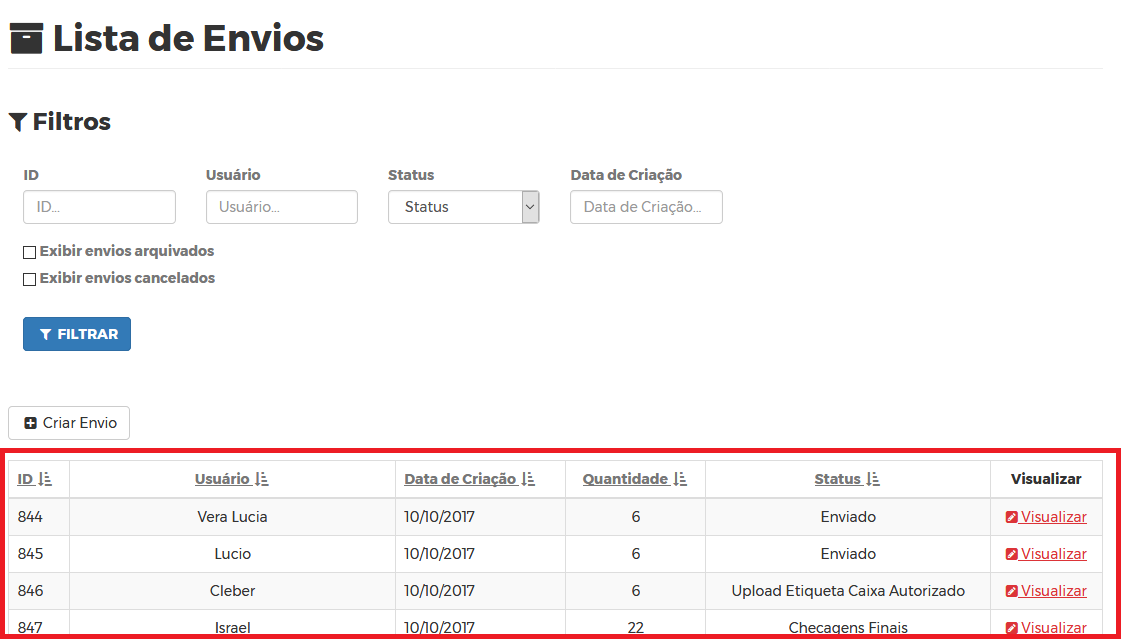 Lista de Envios
Filtros
ID Usuário Status Data de Criação
ID... Usuário... Status Data de Criação...
Exibir envios arquivados
Exibir envios cancelados
FILTRAR
Criar Envio
ID Usuário Data de Criação Quantidade Status Visualizar
844 Vera Lucia 10/10/2017 6 Enviado Visualizar
845 Lucio 10/10/2017 6 Enviado Visualizar
846 Cleber 10/10/2017 6 Upload Etiqueta Caixa Autorizado Visualizar
847 Israel 10/10/2017 22 Checagens Finais Visualizar